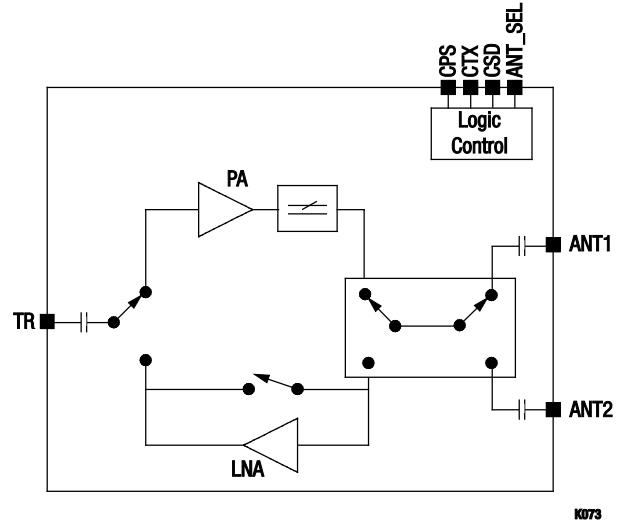 CPS
CTX
CSD
ANT_SEL
Logic
Control
PA
ANT1
TR
ANT2
LNA
K073